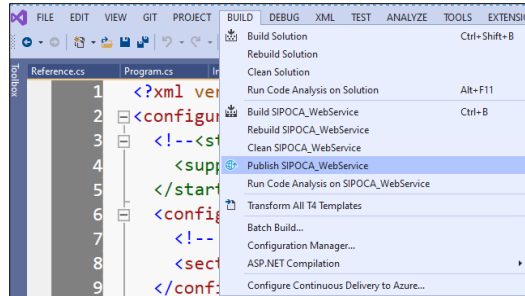 FILE EDIT VIEW GIT PROJECT BUILD DEBUG XML TEST ANALYZE TOOLS EXTENSI
Build Solution Ctrl+Shift+B
Rebuild Solution
Clean Solution
Run Code Analysis on Solution Alt+F11
Build SIPOCA_WebService Ctrl+B
Rebuild SIPOCA_WebService
Clean SIPOCA_WebService
Publish SIPOCA_WebService
Run Code Analysis on SIPOCA_WebService
Transform All T4 Templates
Batch Build...
Configuration Manager...
ASP.NET Compilation
Configure Continuous Delivery to Azure...
Toolbox
Reference.cs Program.cs In
1 <?xml ver
2 <configur
3 <!--<st
4 <supp
5 </start
6 <config
7 <!--
8 <sect
9 </confi